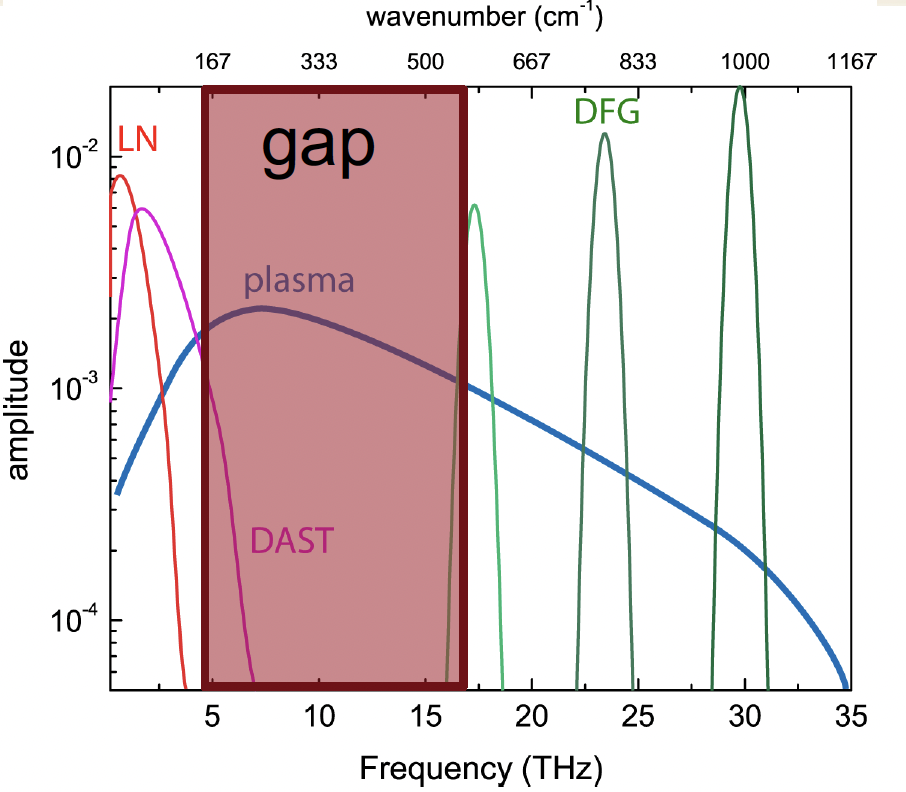 wavenumber (cm-1)
167 333 500 667 833 1000 1167
LN
gap
DFG
10-2
plasma
10-3
amplitude
DAST
10-4
5 10 15 20 25 30 35
Frequency (THz)